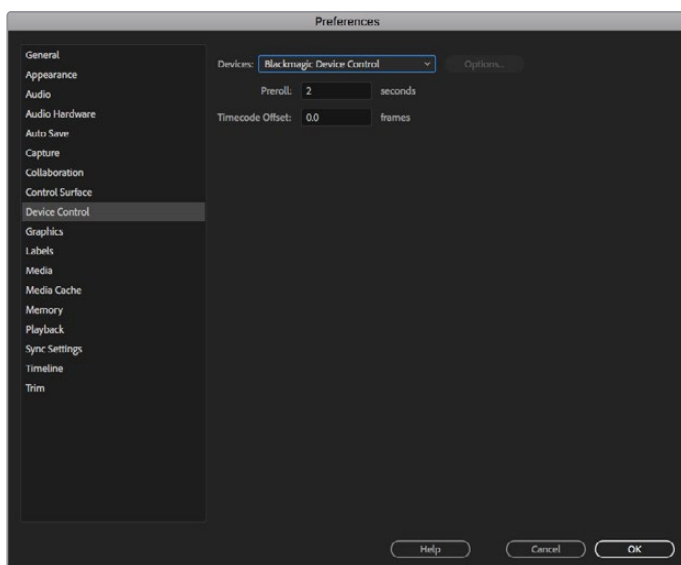 Preferences
General
Appearance
Audio
Audio Hardware
Auto Save
Capture
Collaboration
Control Surface
Device Control
Graphics
Labels
Media
Media Cache
Memory
Playback
Sync Settings
Timeline
Trim
Devices: Blackmagic Device Control Options...
Preroll: 2 seconds
Timecode Offset: 0.0 frames
Help Cancel OK